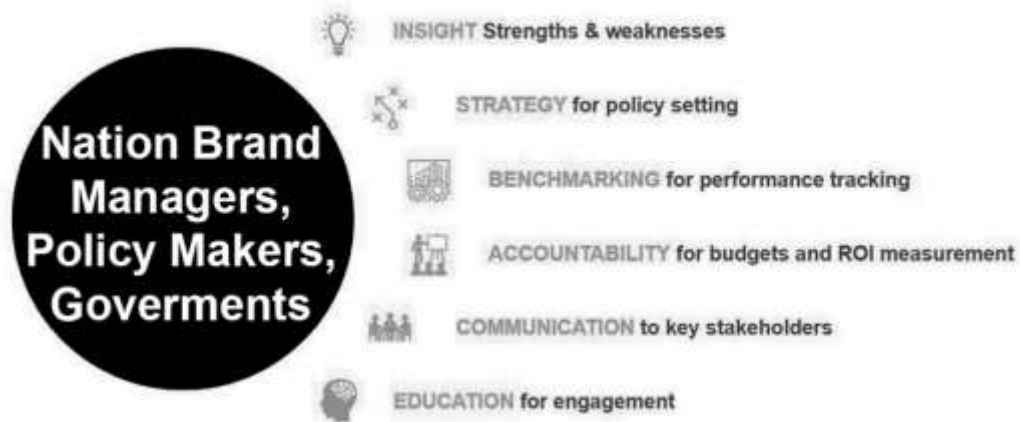 Nation Brand
Managers,
Policy Makers,
Goverments
INSIGHT Strengths & weaknesses
STRATEGY for policy setting
BENCHMARKING for performance tracking
ACCOUNTABILITY for budgets and ROI measurement
COMMUNICATION to key stakeholders
EDUCATION for engagement